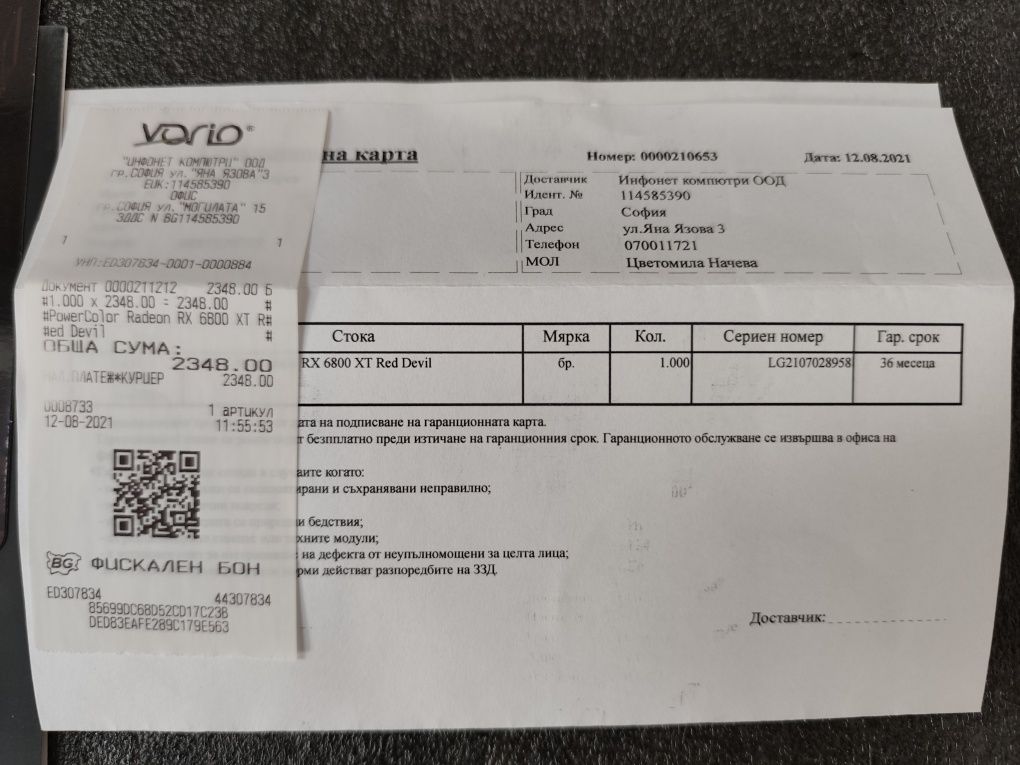 vario®
"ИНФОНЕТ КОМПЮТРИ" ООД
гр.СОФИЯ ул."ЯНА ЯЗОВА"3
ЕИК:114585390
ОФИС
гр.СОФИЯ УЛ."МОГИЛАТА" 15
ЗДДС N BG114585390
1 1
УНП:ED307834-0001-0000884
Документ 0000211212 2348.00 Б
#1.000 x 2348.00 = 2348.00 #
#PowerColor Radeon RX 6800 XT R#
#ed Devil #
ОБЩА СУМА:
2348.00
НАЛ.ПЛАТЕЖ*КУРИЕР 2348.00
0008733 1 артикул
12-08-2021 11:55:53
BG ФИСКАЛЕН БОН
ED307834 44307834
85699DC68D52CD17C238
DED83EAFE289C179E563
на карта Номер: 0000210653 Дата: 12.08.2021
Доставчик Инфонет компютри ООД
Идент. № 114585390
Град София
Адрес ул.Яна Язова 3
Телефон 070011721
МОЛ Цветомила Начева
Стока Мярка Кол. Сериен номер Гар. срок
RX 6800 XT Red Devil бр. 1.000 LG2107028958 36 месеца
ата на подписване на гаранционната карта.
т безпплатно преди изтичане на гаранционния срок. Гаранционното обслужване се извършва в офиса на
аите когато:
ирани и съхранявани неправилно;
и бедствия;
хните модули;
на дефекта от неупълномощени за целта лица;
рми действат разпоредбите на ЗЗД.
Доставчик: